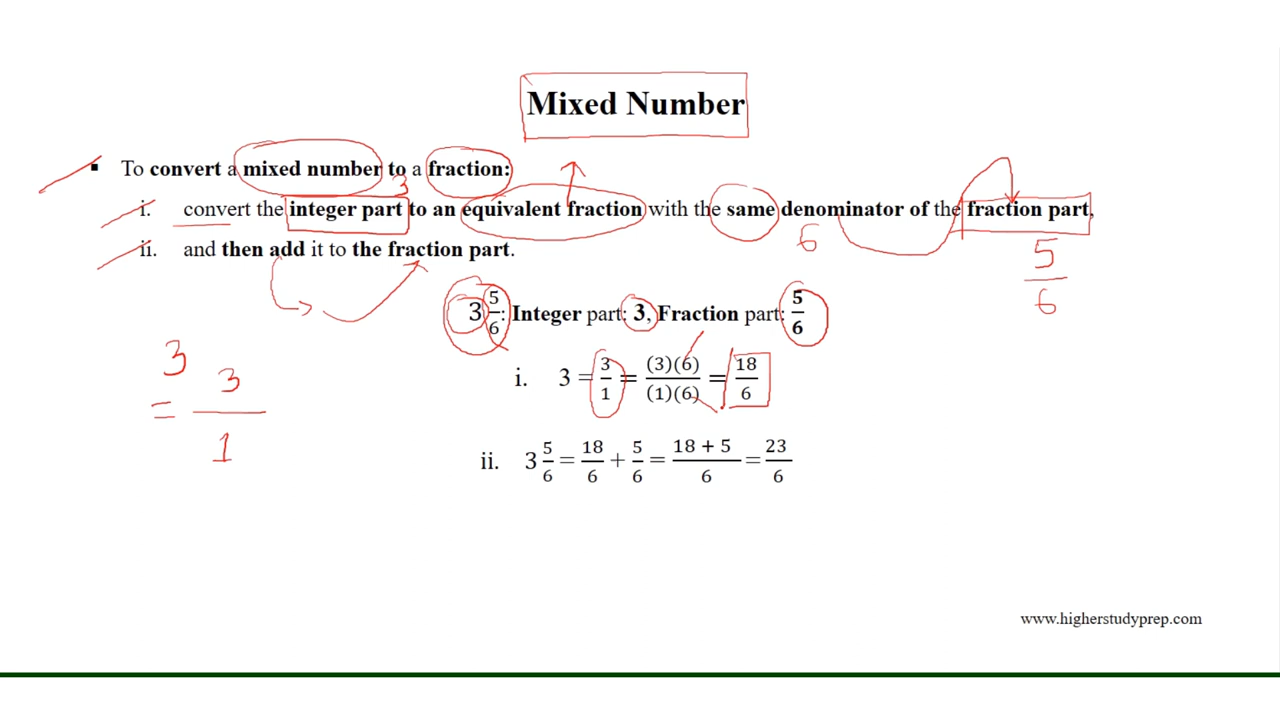 Mixed Number
▪ To convert a mixed number to a fraction:
3
i. convert the integer part to an equivalent fraction with the same denominator of the fraction part,
6
5/6
ii. and then add it to the fraction part.
3 5/6: Integer part: 3, Fraction part: 5/6
3
= 3/1
i. 3 = 3/1 = (3)(6)/(1)(6) = 18/6
ii. 3 5/6 = 18/6 + 5/6 = 18 + 5/6 = 23/6
www.higherstudyprep.com